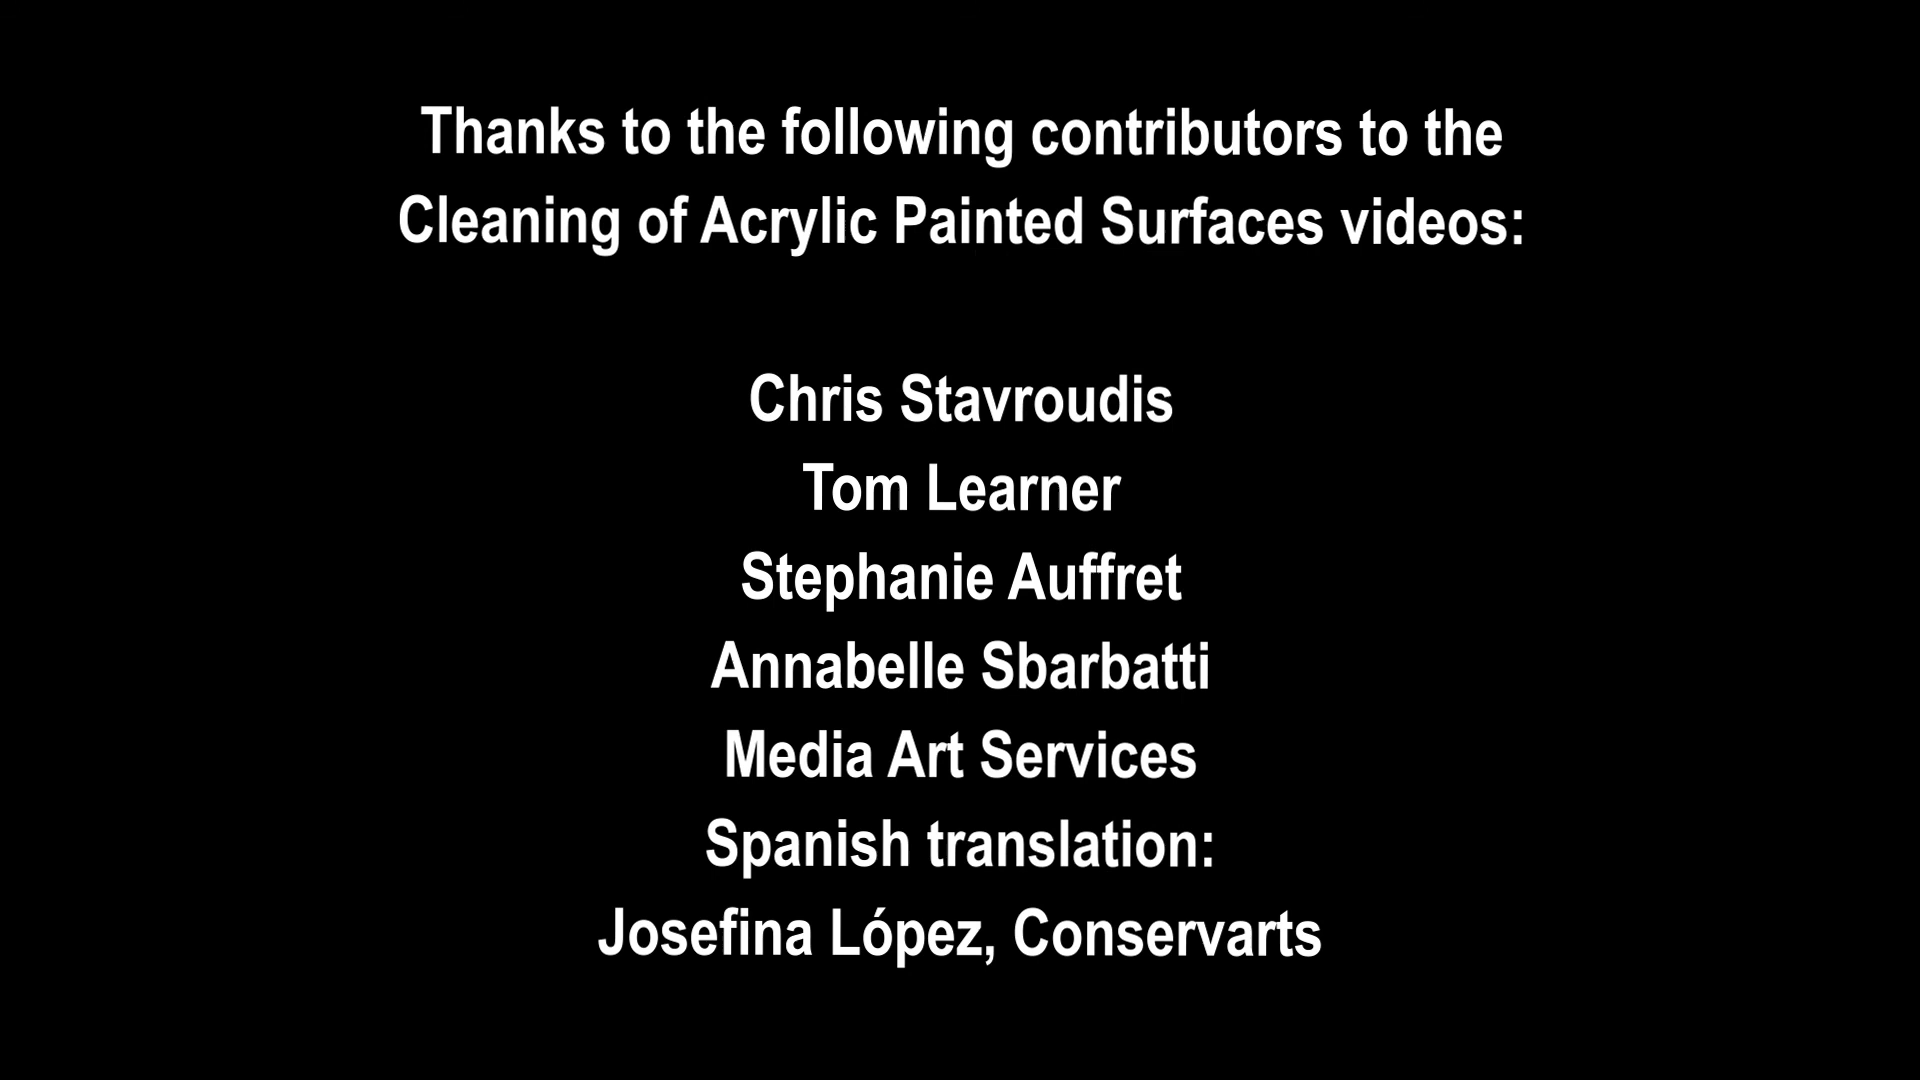 Thanks to the following contributors to the
Cleaning of Acrylic Painted Surfaces videos:
Chris Stavroudis
Tom Learner
Stephanie Auffret
Annabelle Sbarbatti
Media Art Services
Spanish translation:
Josefina López, Conservarts